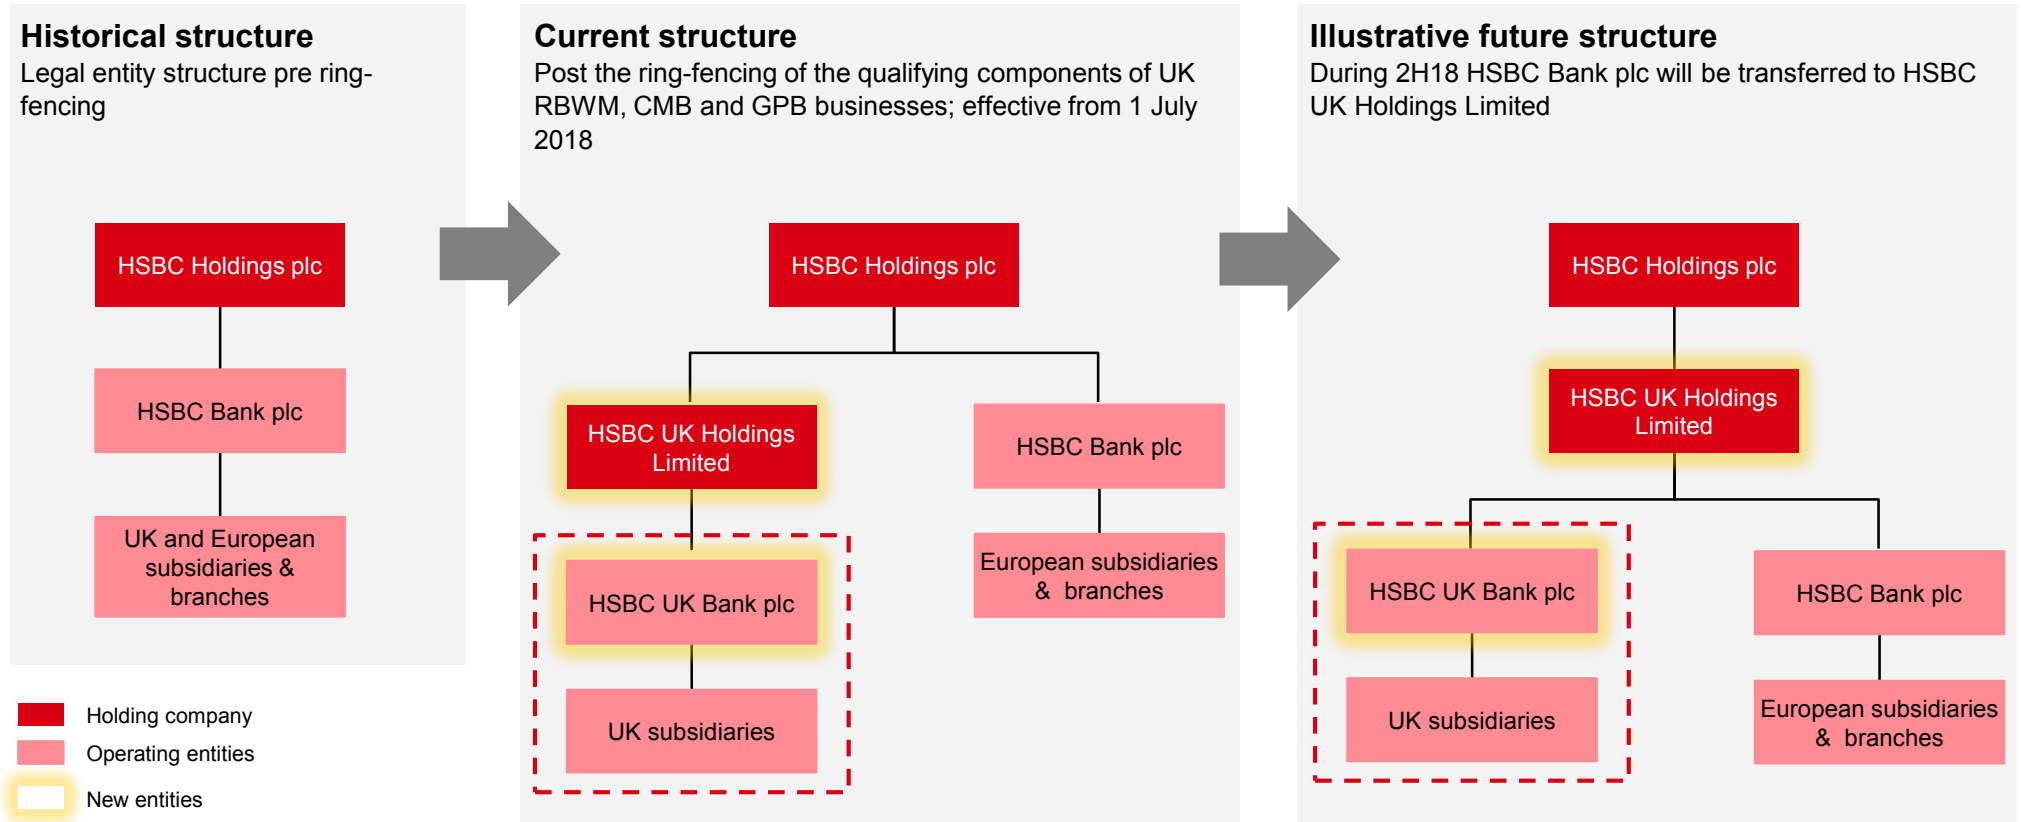 Historical structure
Legal entity structure pre ring-
fencing
HSBC Holdings plc
HSBC Bank plc
UK and European
subsidiaries &
branches
Holding company
Operating entities
New entities
Current structure
Post the ring-fencing of the qualifying components of UK
RBWM, CMB and GPB businesses; effective from 1 July
2018
HSBC Holdings plc
HSBC UK Holdings
Limited
HSBC Bank plc
HSBC UK Bank plc
European subsidiaries
& branches
UK subsidiaries
Illustrative future structure
During 2H18 HSBC Bank plc will be transferred to HSBC
UK Holdings Limited
HSBC Holdings plc
HSBC UK Holdings
Limited
HSBC UK Bank plc
HSBC Bank plc
UK subsidiaries
European subsidiaries
& branches